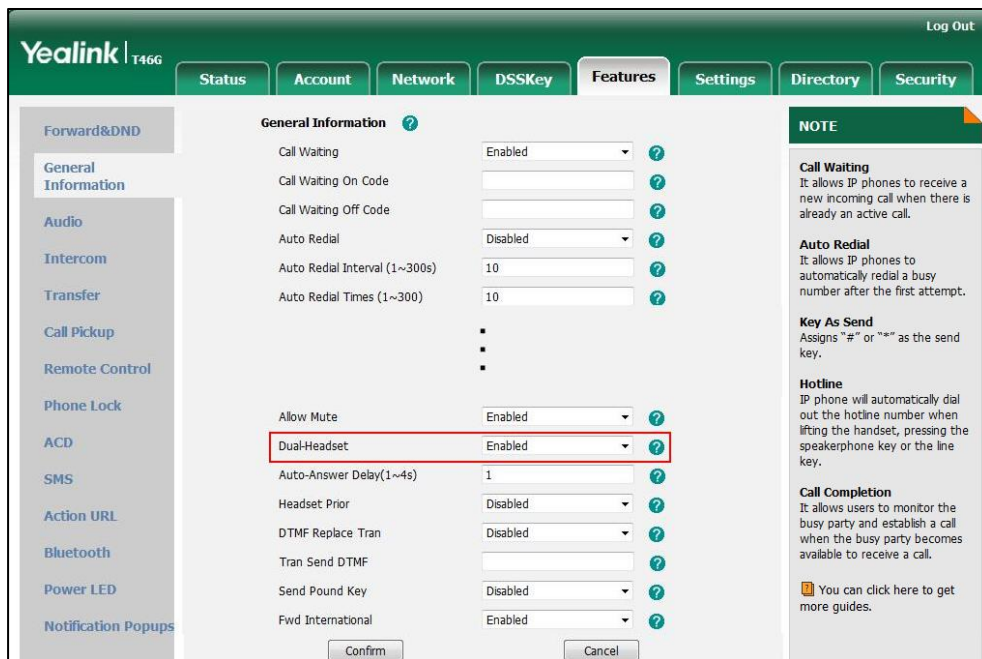 Log Out
Yealink T46G
Status Account Network DSSKey Features Settings Directory Security
Forward&DND
General
Information
Audio
Intercom
Transfer
Call Pickup
Remote Control
Phone Lock
ACD
SMS
Action URL
Bluetooth
Power LED
Notification Popups
General Information ?
Call Waiting Enabled ?
Call Waiting On Code ?
Call Waiting Off Code ?
Auto Redial Disabled ?
Auto Redial Interval (1~300s) 10 ?
Auto Redial Times (1~300) 10 ?
Allow Mute Enabled ?
Dual-Headset Enabled ?
Auto-Answer Delay(1~4s) 1 ?
Headset Prior Disabled ?
DTMF Replace Tran Disabled ?
Tran Send DTMF ?
Send Pound Key Disabled ?
Fwd International Enabled ?
Confirm Cancel
NOTE
Call Waiting
It allows IP phones to receive a
new incoming call when there is
already an active call.
Auto Redial
It allows IP phones to
automatically redial a busy
number after the first attempt.
Key As Send
Assigns "#" or "*" as the send
key.
Hotline
IP phone will automatically dial
out the hotline number when
lifting the handset, pressing the
speakerphone key or the line
key.
Call Completion
It allows users to monitor the
busy party and establish a call
when the busy party becomes
available to receive a call.
? You can click here to get
more guides.